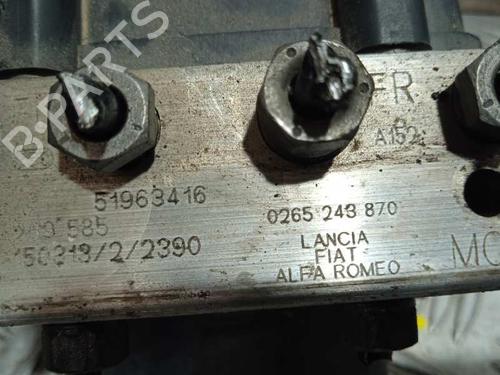 B-PARTS
FR
A152
51963416
585
50313/2/2390
0265 243 870
LANCIA
FIAT
ALFA ROMEO
MC